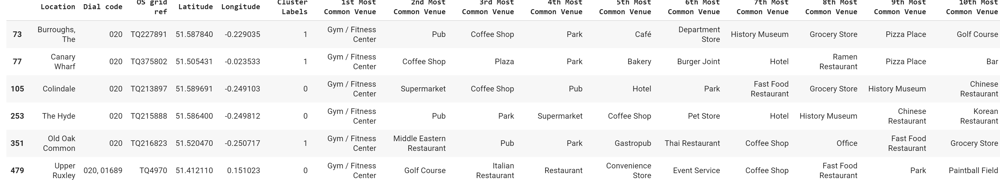 Location Dial code OS grid ref Latitude Longitude Cluster Labels 1st Most Common Venue 2nd Most Common Venue 3rd Most Common Venue 4th Most Common Venue 5th Most Common Venue 6th Most Common Venue 7th Most Common Venue 8th Most Common Venue 9th Most Common Venue 10th Most Common Venue
73 Burroughs, The 020 TQ227891 51.587840 -0.229035 1 Gym / Fitness Center Pub Coffee Shop Park Café Department Store History Museum Grocery Store Pizza Place Golf Course
77 Canary Wharf 020 TQ375802 51.505431 -0.023533 1 Gym / Fitness Center Coffee Shop Plaza Park Bakery Burger Joint Hotel Ramen Restaurant Pizza Place Bar
105 Colindale 020 TQ213897 51.589691 -0.249103 0 Gym / Fitness Center Supermarket Coffee Shop Pub Hotel Park Fast Food Restaurant Grocery Store History Museum Chinese Restaurant
253 The Hyde 020 TQ215888 51.586400 -0.249812 0 Gym / Fitness Center Pub Park Supermarket Coffee Shop Pet Store Hotel History Museum Chinese Restaurant Korean Restaurant
351 Old Oak Common 020 TQ216823 51.520470 -0.250717 1 Gym / Fitness Center Middle Eastern Restaurant Pub Park Gastropub Thai Restaurant Coffee Shop Office Fast Food Restaurant Grocery Store
479 Upper Ruxley 020, 01689 TQ4970 51.412110 0.151023 0 Gym / Fitness Center Golf Course Italian Restaurant Restaurant Convenience Store Event Service Coffee Shop Fast Food Restaurant Park Paintball Field